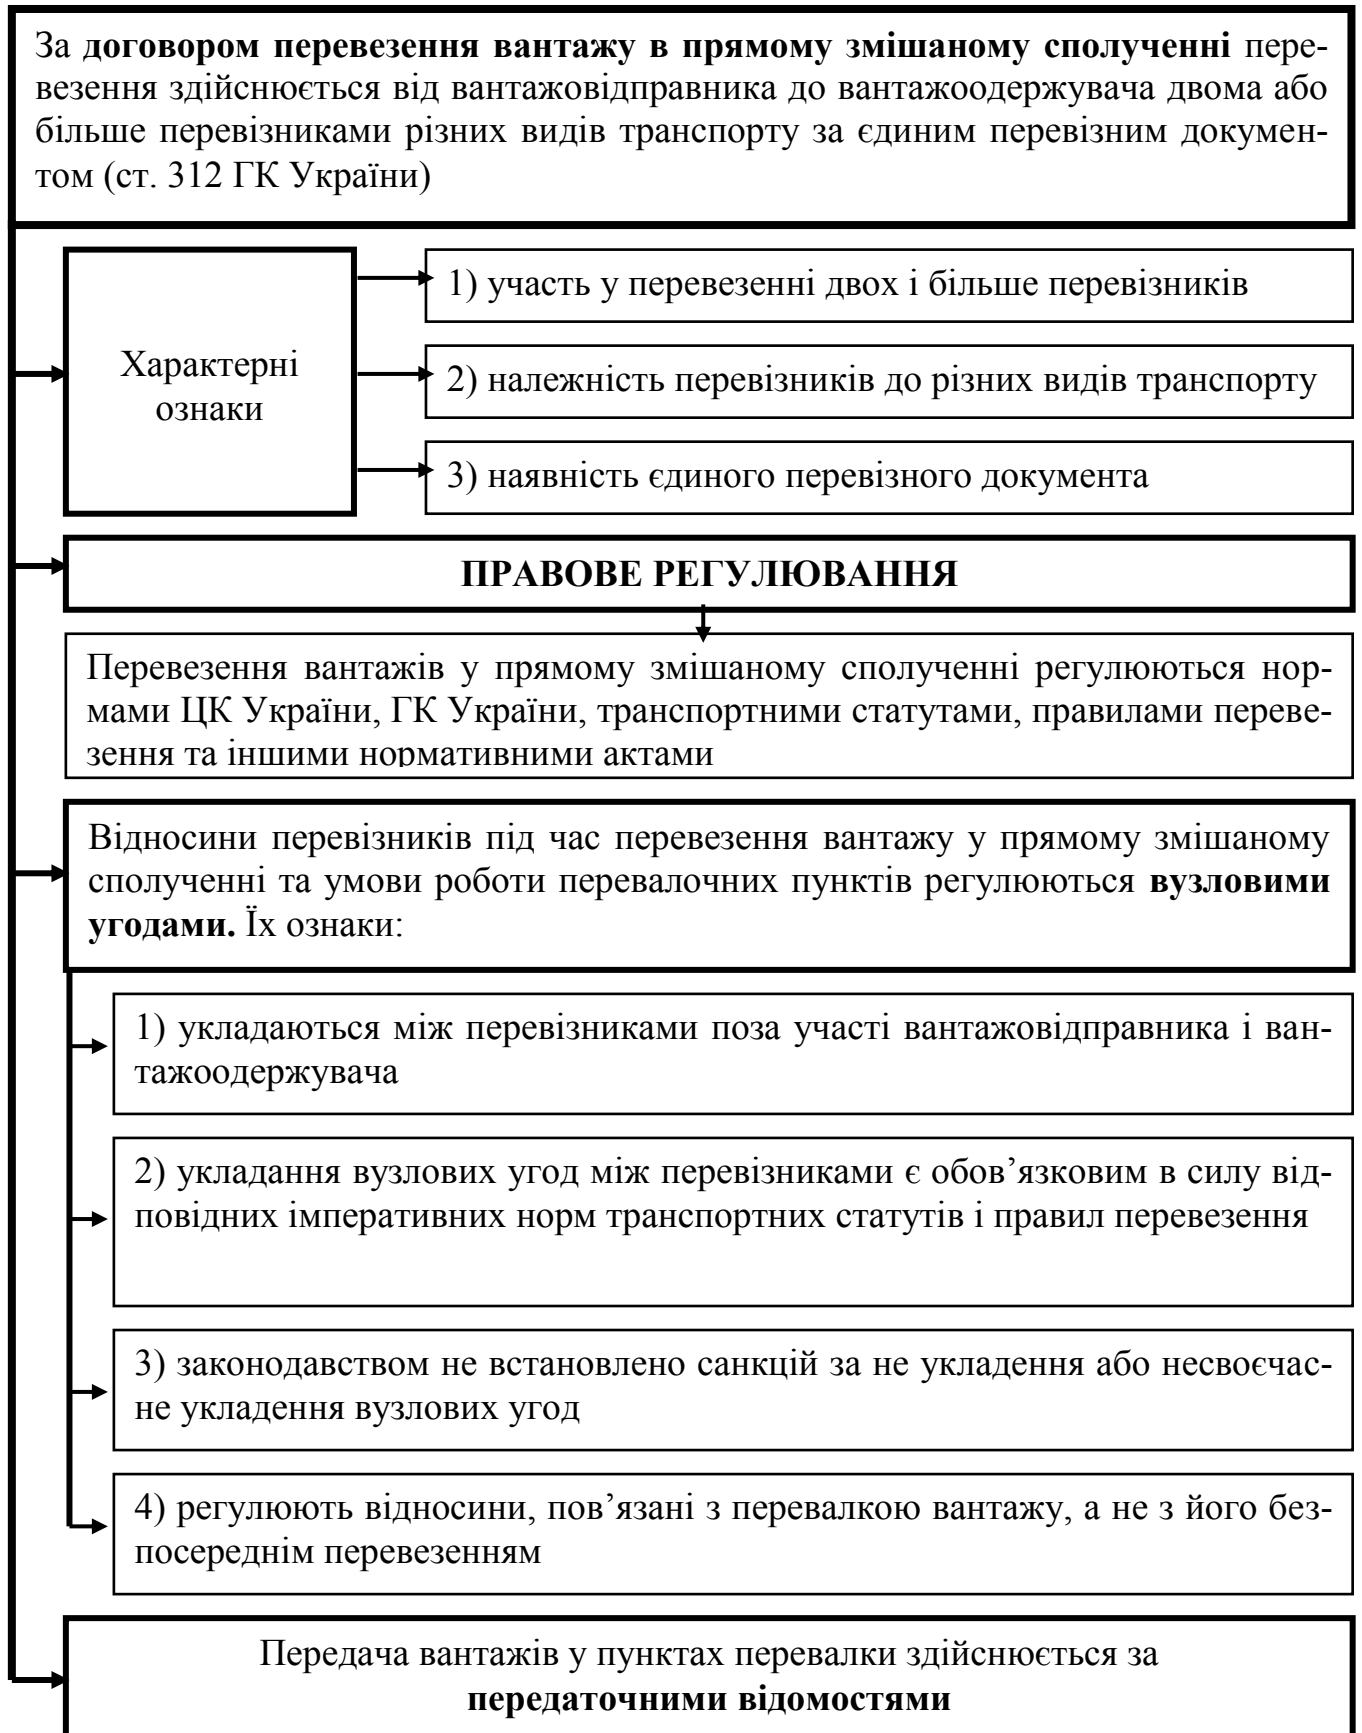 За договором перевезення вантажу в прямому змішаному сполученні пере-
везення здійснюється від вантажовідправника до вантажоодержувача двома або
більше перевізниками різних видів транспорту за єдиним перевізним докумен-
том (ст. 312 ГК України)
Характерні
ознаки
1) участь у перевезенні двох і більше перевізників
2) належність перевізників до різних видів транспорту
3) наявність єдиного перевізного документа
ПРАВОВЕ РЕГУЛЮВАННЯ
Перевезення вантажів у прямому змішаному сполученні регулюються нор-
мами ЦК України, ГК України, транспортними статутами, правилами переве-
зення та іншими нормативними актами
Відносини перевізників під час перевезення вантажу у прямому змішаному
сполученні та умови роботи перевалочних пунктів регулюються вузловими
угодами. Їх ознаки:
1) укладаються між перевізниками поза участі вантажовідправника і ван-
тажоодержувача
2) укладання вузлових угод між перевізниками є обов’язковим в силу від-
повідних імперативних норм транспортних статутів і правил перевезення
3) законодавством не встановлено санкцій за не укладення або несвоєчас-
не укладення вузлових угод
4) регулюють відносини, пов’язані з перевалкою вантажу, а не з його без-
посереднім перевезенням
Передача вантажів у пунктах перевалки здійснюється за
передаточними відомостями